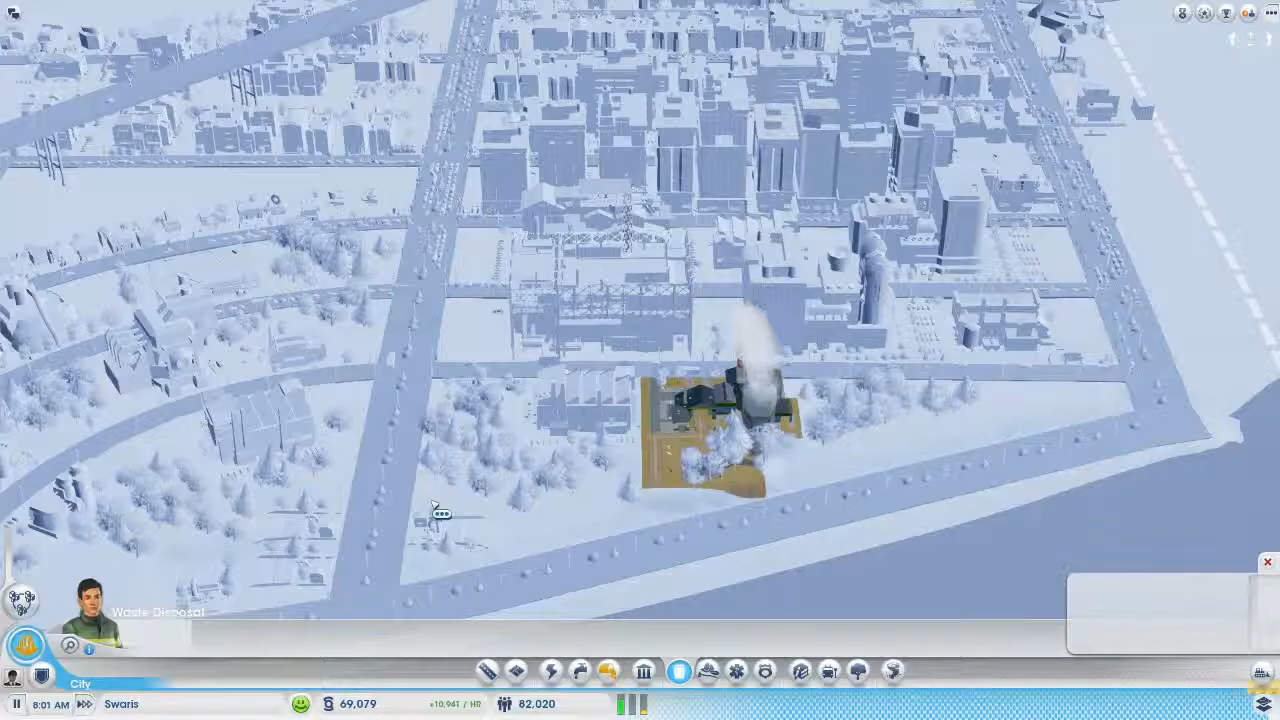 Waste Disposal
City
8:01 AM
Swaris
69,079
+10,941 / HR
82,020